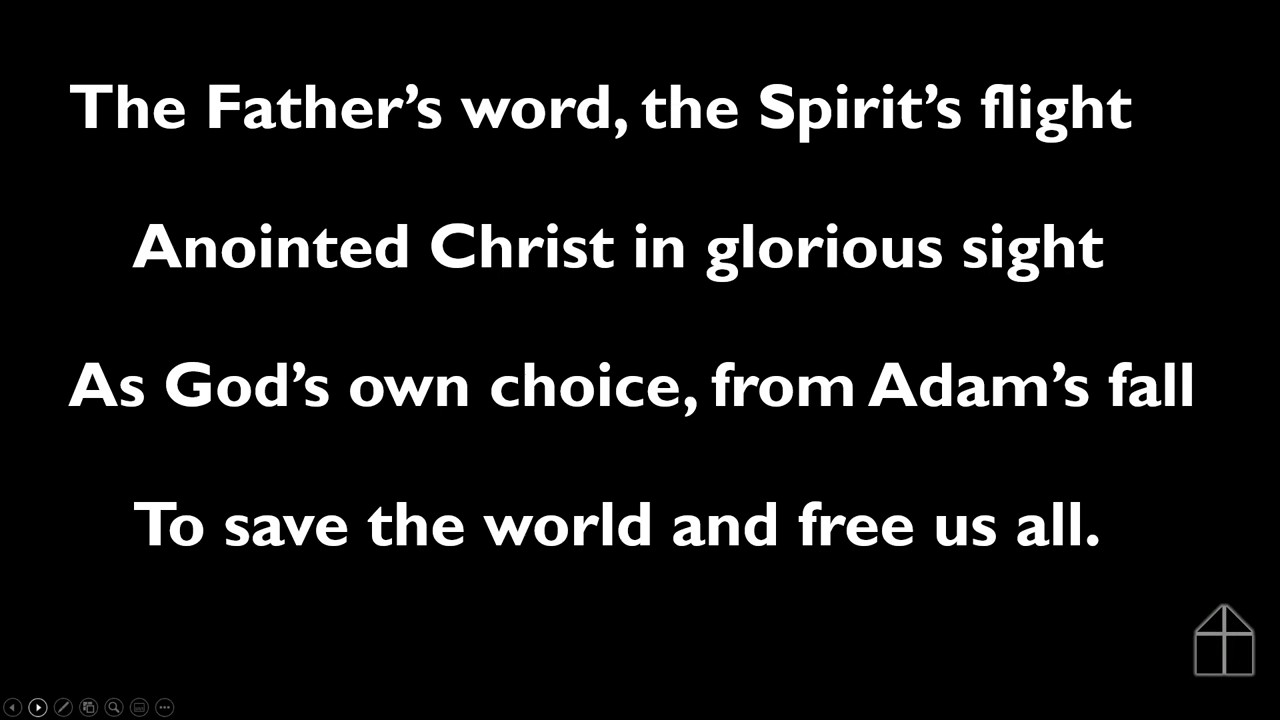 The Father’s word, the Spirit’s flight
Anointed Christ in glorious sight
As God’s own choice, from Adam’s fall
To save the world and free us all.